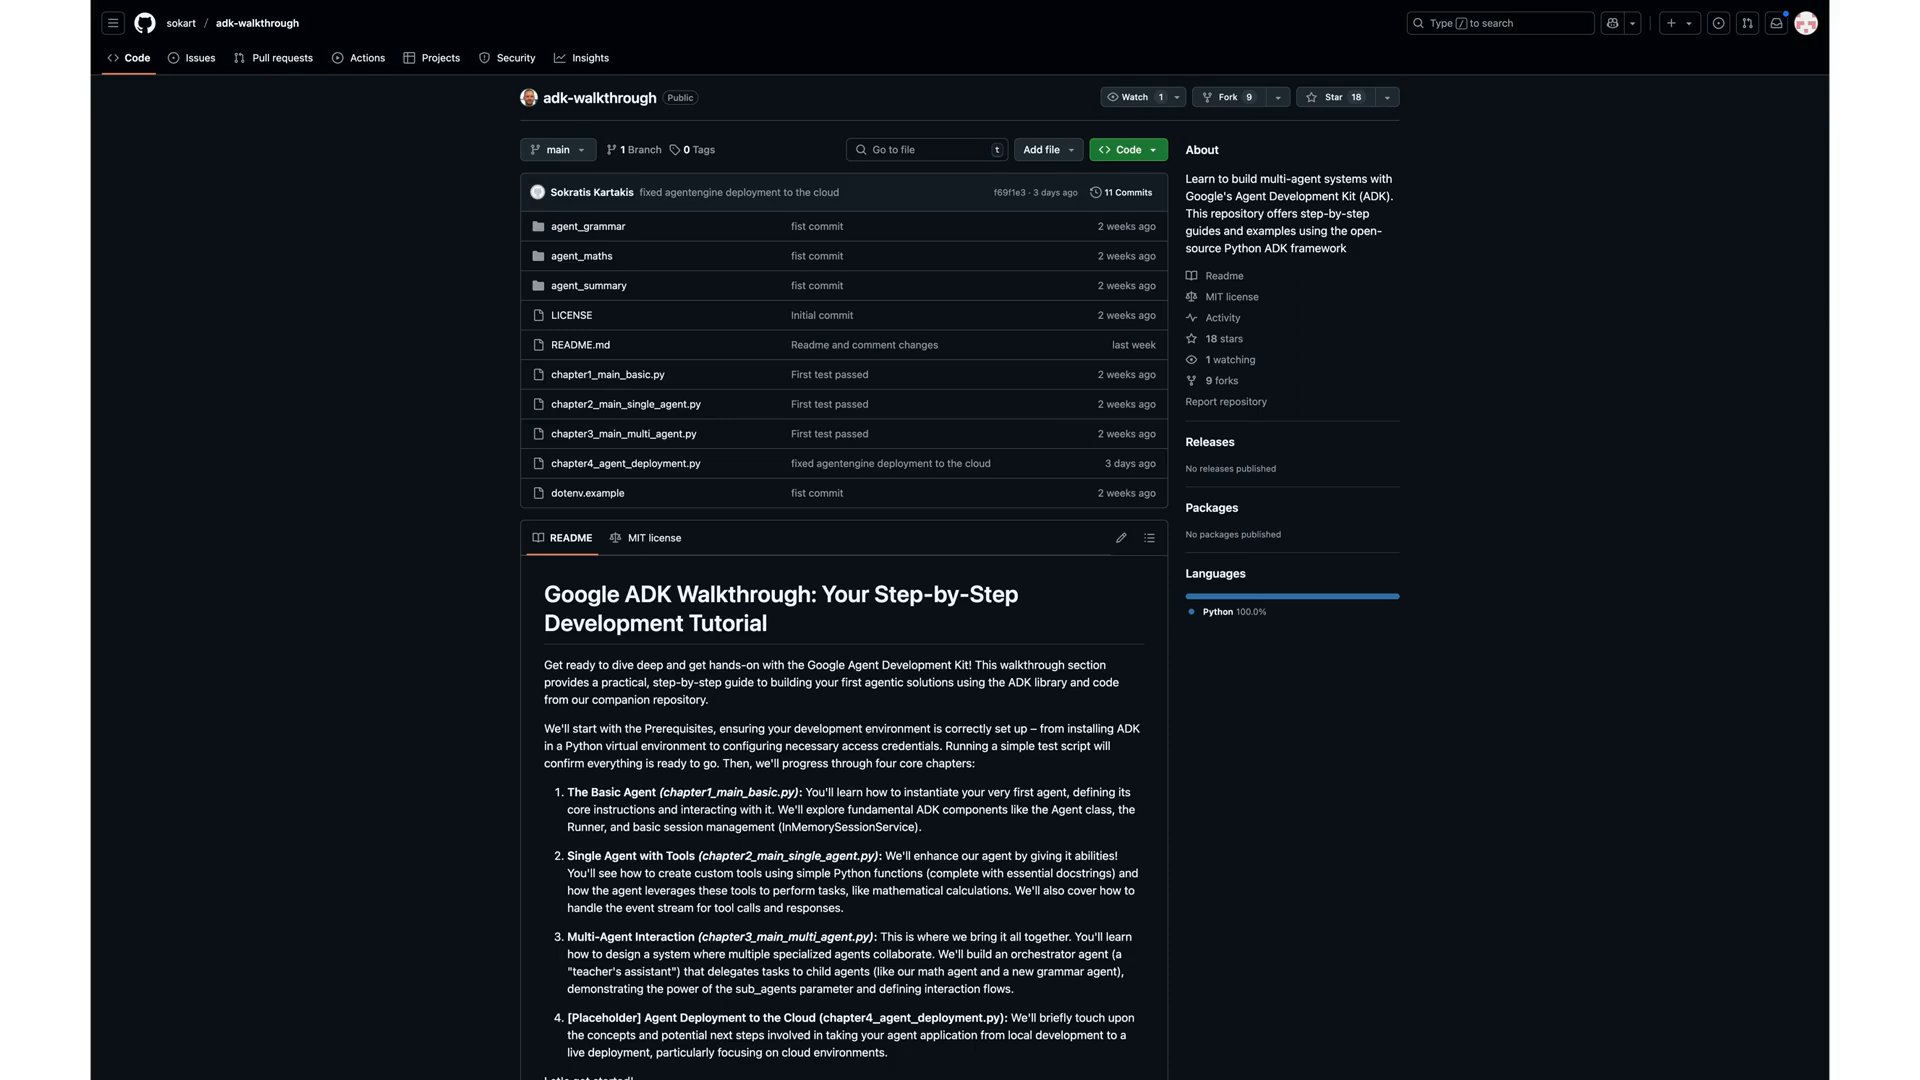 sokart / adk-walkthrough
Type / to search
Code Issues Pull requests Actions Projects Security Insights
adk-walkthrough Public
Watch 1 Fork 9 Star 18
main 1 Branch 0 Tags Go to file t Add file Code
Sokratis Kartakis fixed agentengine deployment to the cloud f69f1e3 · 3 days ago 11 Commits
agent_grammar fist commit 2 weeks ago
agent_maths fist commit 2 weeks ago
agent_summary fist commit 2 weeks ago
LICENSE Initial commit 2 weeks ago
README.md Readme and comment changes last week
chapter1_main_basic.py First test passed 2 weeks ago
chapter2_main_single_agent.py First test passed 2 weeks ago
chapter3_main_multi_agent.py First test passed 2 weeks ago
chapter4_agent_deployment.py fixed agentengine deployment to the cloud 3 days ago
dotenv.example fist commit 2 weeks ago
README MIT license
Google ADK Walkthrough: Your Step-by-Step
Development Tutorial
Get ready to dive deep and get hands-on with the Google Agent Development Kit! This walkthrough section
provides a practical, step-by-step guide to building your first agentic solutions using the ADK library and code
from our companion repository.
We'll start with the Prerequisites, ensuring your development environment is correctly set up – from installing ADK
in a Python virtual environment to configuring necessary access credentials. Running a simple test script will
confirm everything is ready to go. Then, we'll progress through four core chapters:
1. The Basic Agent (chapter1_main_basic.py): You'll learn how to instantiate your very first agent, defining its
core instructions and interacting with it. We'll explore fundamental ADK components like the Agent class, the
Runner, and basic session management (InMemorySessionService).
2. Single Agent with Tools (chapter2_main_single_agent.py): We'll enhance our agent by giving it abilities!
You'll see how to create custom tools using simple Python functions (complete with essential docstrings) and
how the agent leverages these tools to perform tasks, like mathematical calculations. We'll also cover how to
handle the event stream for tool calls and responses.
3. Multi-Agent Interaction (chapter3_main_multi_agent.py): This is where we bring it all together. You'll learn
how to design a system where multiple specialized agents collaborate. We'll build an orchestrator agent (a
"teacher's assistant") that delegates tasks to child agents (like our math agent and a new grammar agent),
demonstrating the power of the sub_agents parameter and defining interaction flows.
4. [Placeholder] Agent Deployment to the Cloud (chapter4_agent_deployment.py): We'll briefly touch upon
the concepts and potential next steps involved in taking your agent application from local development to a
live deployment, particularly focusing on cloud environments.
Let's get started!
About
Learn to build multi-agent systems with
Google's Agent Development Kit (ADK).
This repository offers step-by-step
guides and examples using the open-
source Python ADK framework
Readme
MIT license
Activity
18 stars
1 watching
9 forks
Report repository
Releases
No releases published
Packages
No packages published
Languages
Python 100.0%